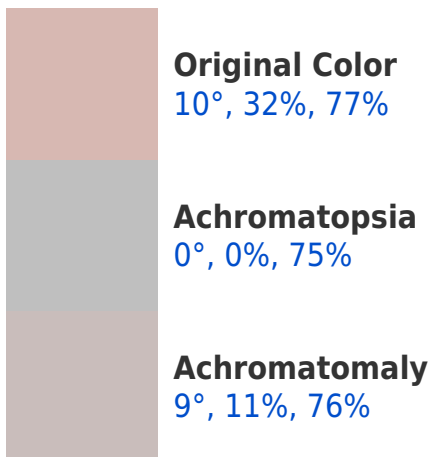 Original Color
10°, 32%, 77%
Achromatopsia
0°, 0%, 75%
Achromatomaly
9°, 11%, 76%